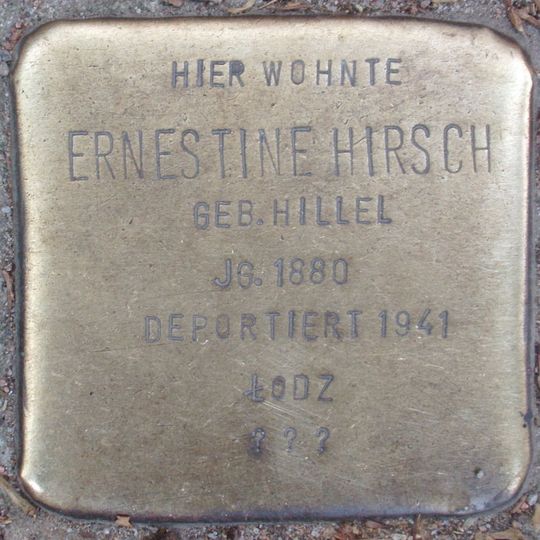 HIER WOHNTE
ERNESTINE HIRSCH
GEB. HILLEL
JG. 1880
DEPORTIERT 1941
ŁODZ
? ? ?